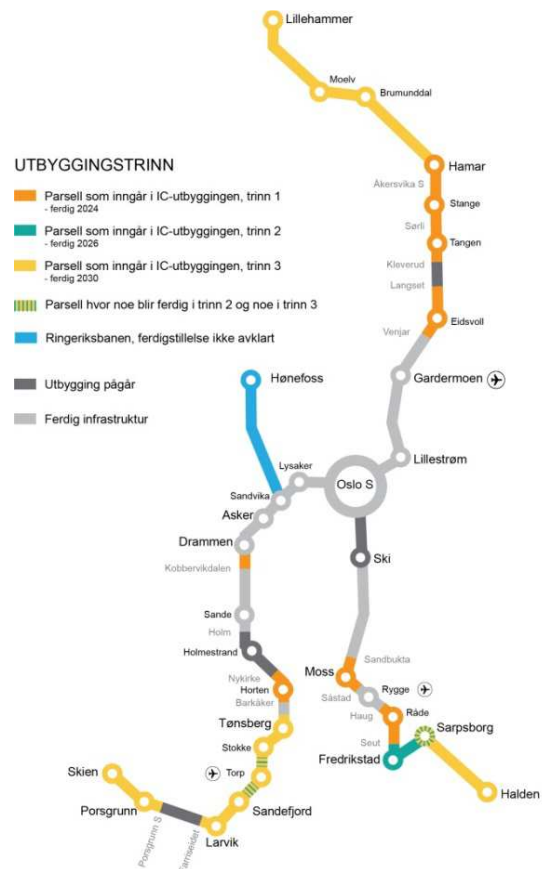 Lillehammer
Moelv
Brumunddal
UTBYGGINGSTRINN
Hamar
Parsell som inngår i IC-utbyggingen, trinn 1
- ferdig 2024
Åkersvika S
Stange
Parsell som inngår i IC-utbyggingen, trinn 2
- ferdig 2026
Sørli
Tangen
Parsell som inngår i IC-utbyggingen, trinn 3
- ferdig 2030
Kleverud
Langset
Parsell hvor noe blir ferdig i trinn 2 og noe i trinn 3
Eidsvoll
Venjar
Ringeriksbanen, ferdigstillelse ikke avklart
Utbygging pågår
Hønefoss
Gardermoen
Ferdig infrastruktur
Lillestrøm
Lysaker
Oslo S
Sandvika
Asker
Drammen
Ski
Kobbervikdalen
Sande
Holm
Holmestrand
Sandbukta
Moss
Nykirke
Horten
Rygge
Såstad
Barkåker
Haug
Råde
Tønsberg
Sarpsborg
Stokke
Seut
Fredrikstad
Skien
Torp
Halden
Porsgrunn
Sandefjord
Larvik
Porsgrunn S